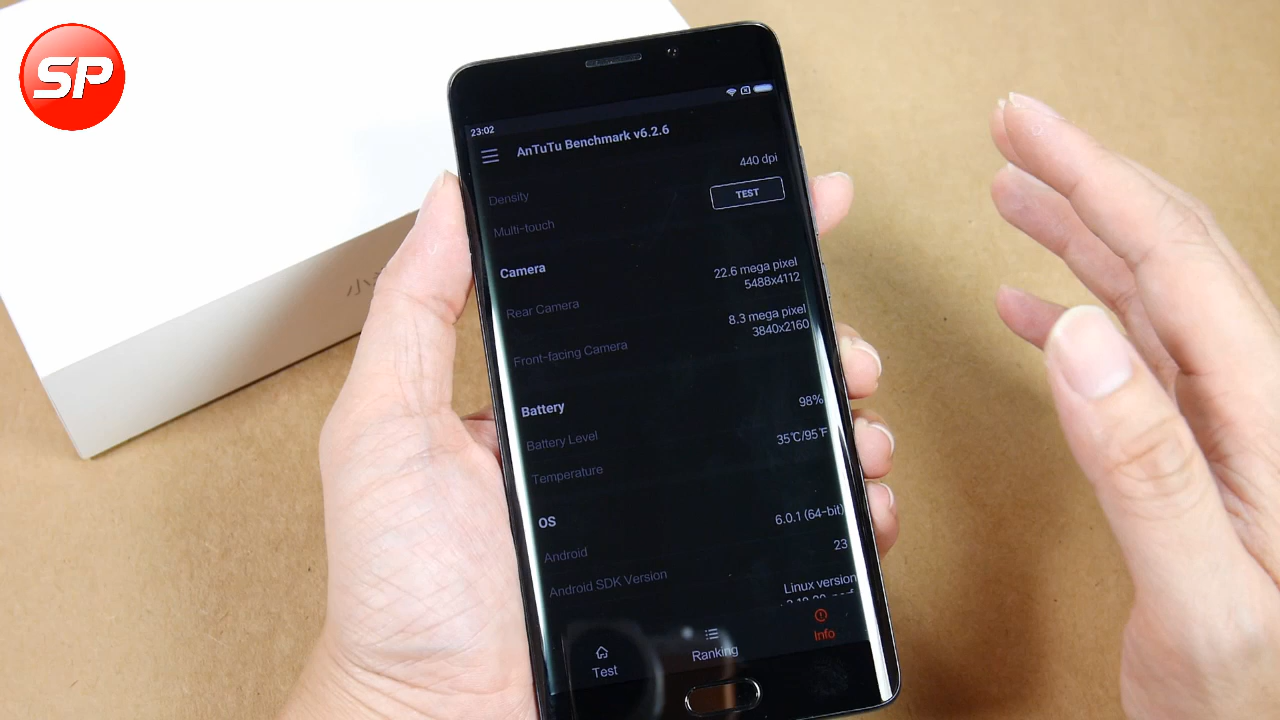 SP
23:02
AnTuTu Benchmark v6.2.6
Density
440 dpi
Multi-touch
TEST
Camera
Rear Camera
22.6 mega pixel
5488x4112
Front-facing Camera
8.3 mega pixel
3840x2160
Battery
Battery Level
98%
Temperature
35℃/95℉
OS
Android
6.0.1 (64-bit)
Android SDK Version
23
Linux version
Test
Ranking
Info
小